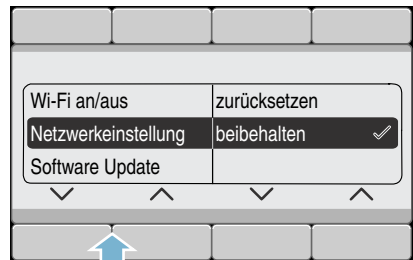 Wi-Fi an/aus zurücksetzen
Netzwerkeinstellung beibehalten
Software Update